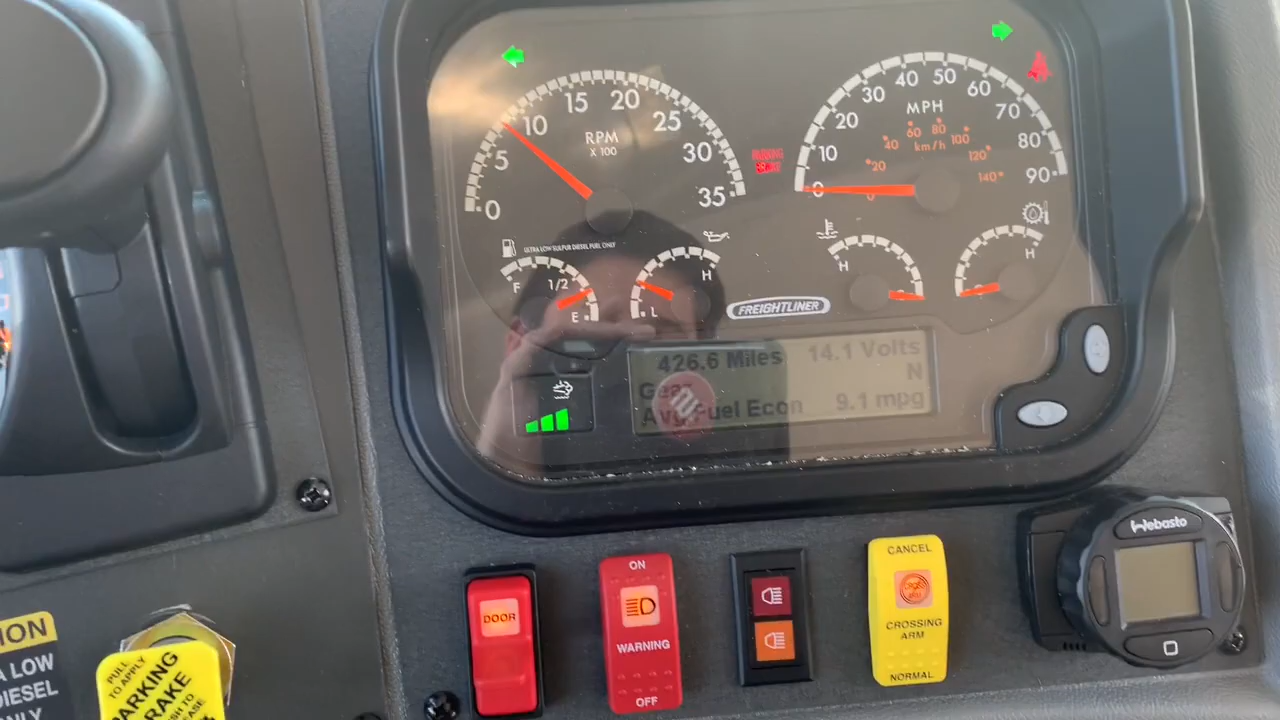 0
5
10
15
20
25
30
35
RPM
X 100
0
10
20
30
40
50
60
70
80
90
MPH
20
40
60
80
100
120
140
km/h
PARKING
BRAKE
ULTRA LOW SULFUR DIESEL FUEL ONLY
F
1/2
E
L
H
H
H
FREIGHTLINER
426.6 Miles 14.1 Volts
Gear N
Avg Fuel Econ 9.1 mpg
Webasto
DOOR
ON
WARNING
OFF
CANCEL
CROSSING
ARM
NORMAL
A LOW
DIESEL
PULL
TO APPLY
PARKING